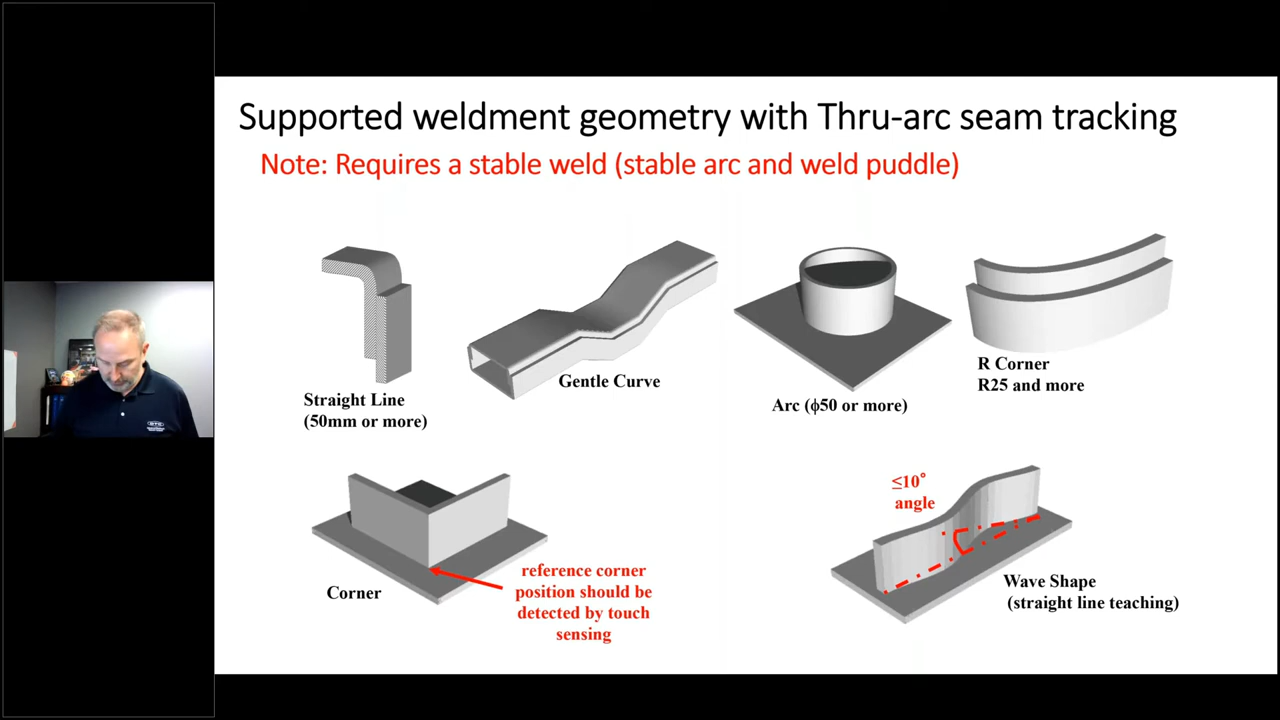 Supported weldment geometry with Thru-arc seam tracking
Note: Requires a stable weld (stable arc and weld puddle)
Straight Line
(50mm or more)
Gentle Curve
Arc (ϕ50 or more)
R Corner
R25 and more
Corner
reference corner
position should be
detected by touch
sensing
≤10°
angle
Wave Shape
(straight line teaching)